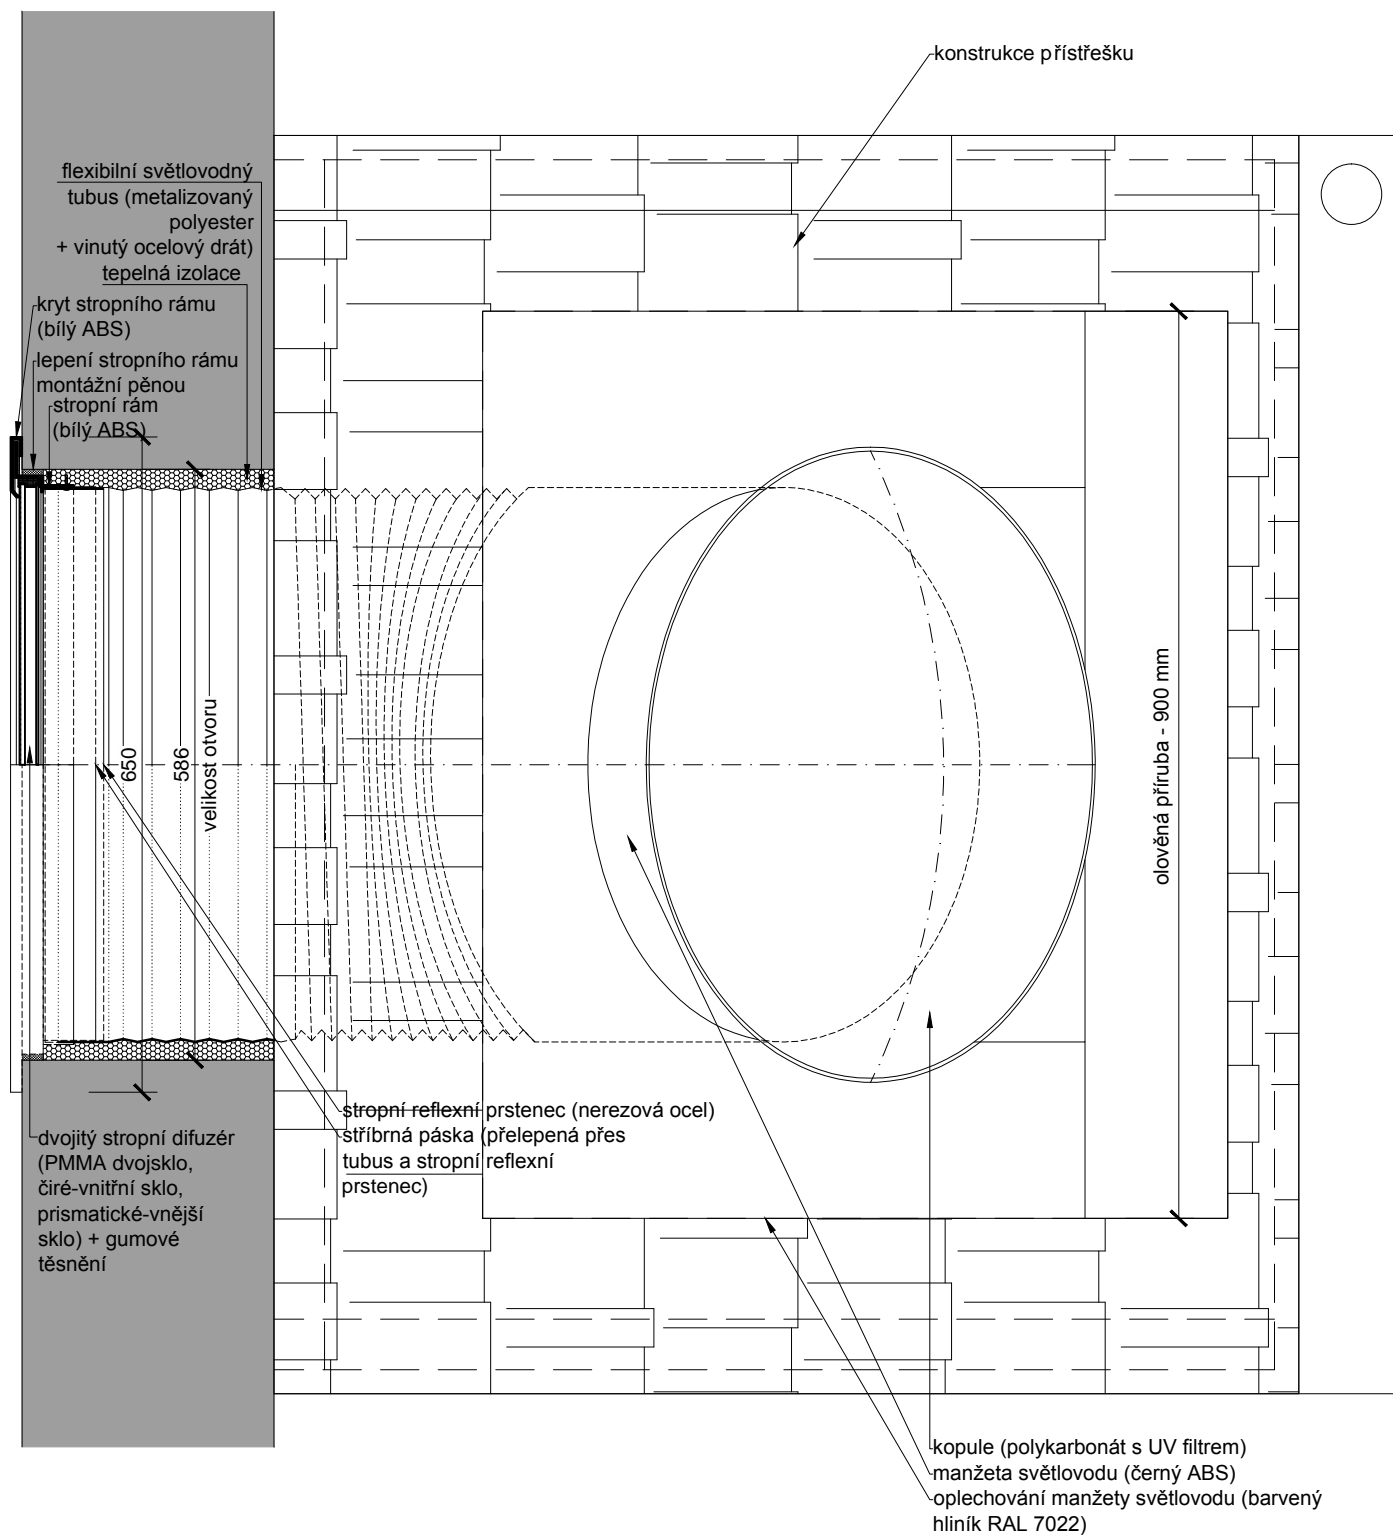 konstrukce přístřešku
flexibilní světlovodný
tubus (metalizovaný
polyester
+ vinutý ocelový drát)
tepelná izolace
kryt stropního rámu
(bílý ABS)
lepení stropního rámu
montážní pěnou
stropní rám
(bílý ABS)
650
586
velikost otvoru
olověná příruba - 900 mm
stropní reflexní prstenec (nerezová ocel)
stříbrná páska (přelepená přes
tubus a stropní reflexní
prstenec)
dvojitý stropní difuzér
(PMMA dvojsklo,
čiré-vnitřní sklo,
prismatické-vnější
sklo) + gumové
těsnění
kopule (polykarbonát s UV filtrem)
manžeta světlovodu (černý ABS)
oplechování manžety světlovodu (barvený
hliník RAL 7022)